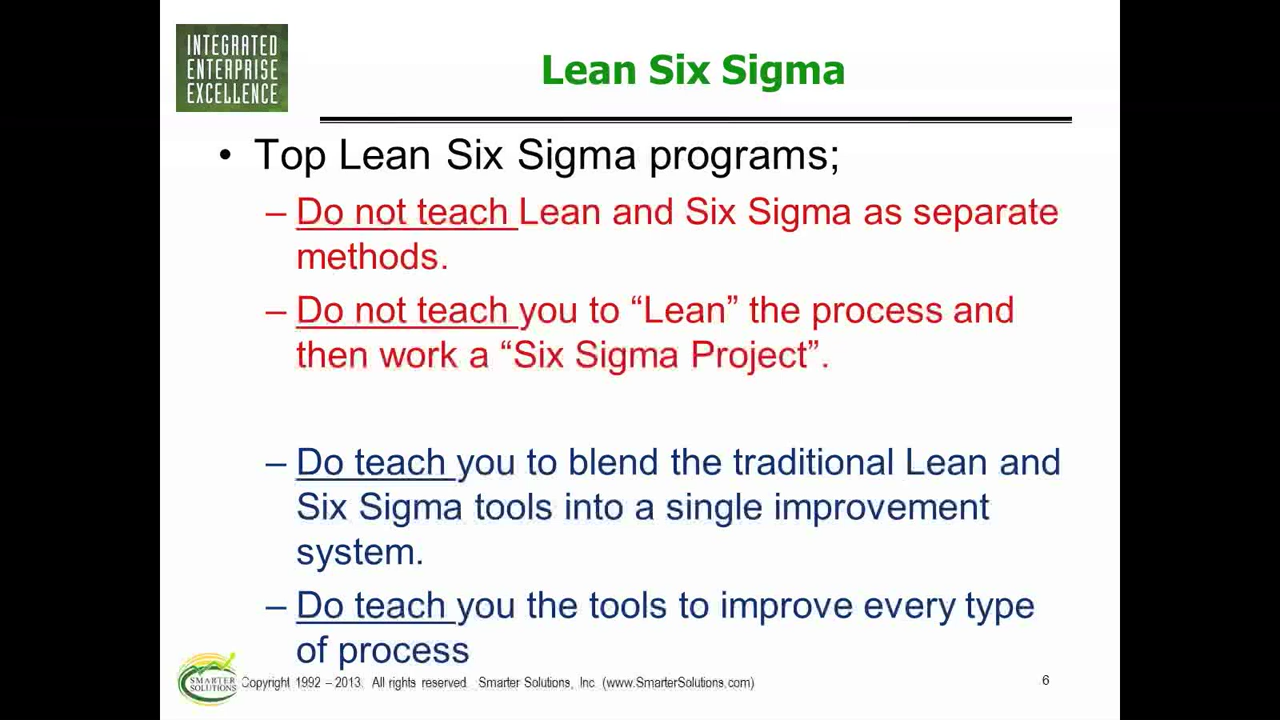 INTEGRATED
ENTERPRISE
EXCELLENCE
Lean Six Sigma
• Top Lean Six Sigma programs;
– Do not teach Lean and Six Sigma as separate
methods.
– Do not teach you to “Lean” the process and
then work a “Six Sigma Project”.
– Do teach you to blend the traditional Lean and
Six Sigma tools into a single improvement
system.
– Do teach you the tools to improve every type
of process
SMARTER
SOLUTIONS
Copyright 1992 – 2013. All rights reserved. Smarter Solutions, Inc. (www.SmarterSolutions.com)
6